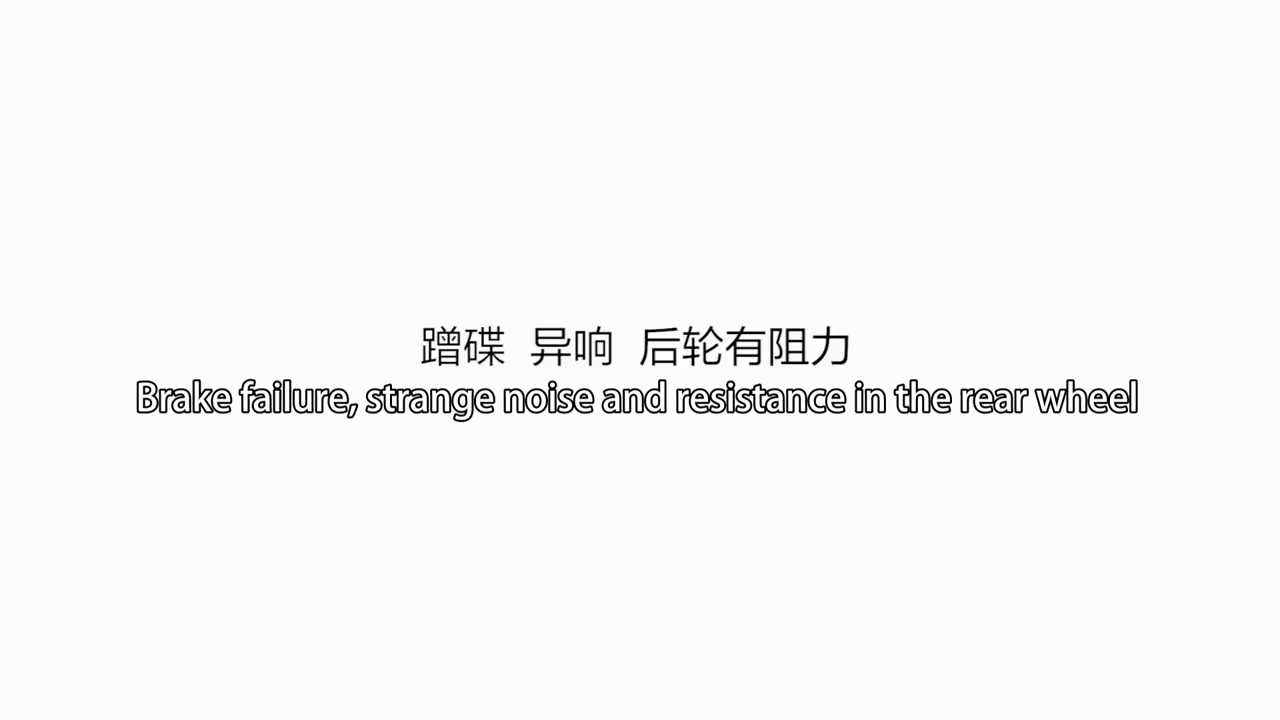 蹭碟 异响 后轮有阻力
Brake failure, strange noise and resistance in the rear wheel